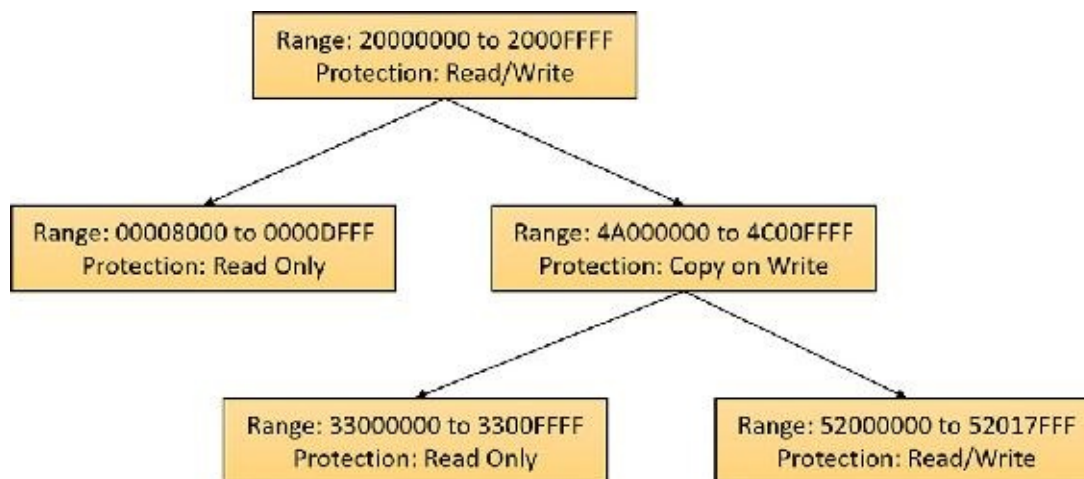 Range: 20000000 to 2000FFFF
Protection: Read/Write
Range: 00008000 to 0000DFFF
Protection: Read Only
Range: 4A000000 to 4C00FFFF
Protection: Copy on Write
Range: 33000000 to 3300FFFF
Protection: Read Only
Range: 52000000 to 52017FFF
Protection: Read/Write